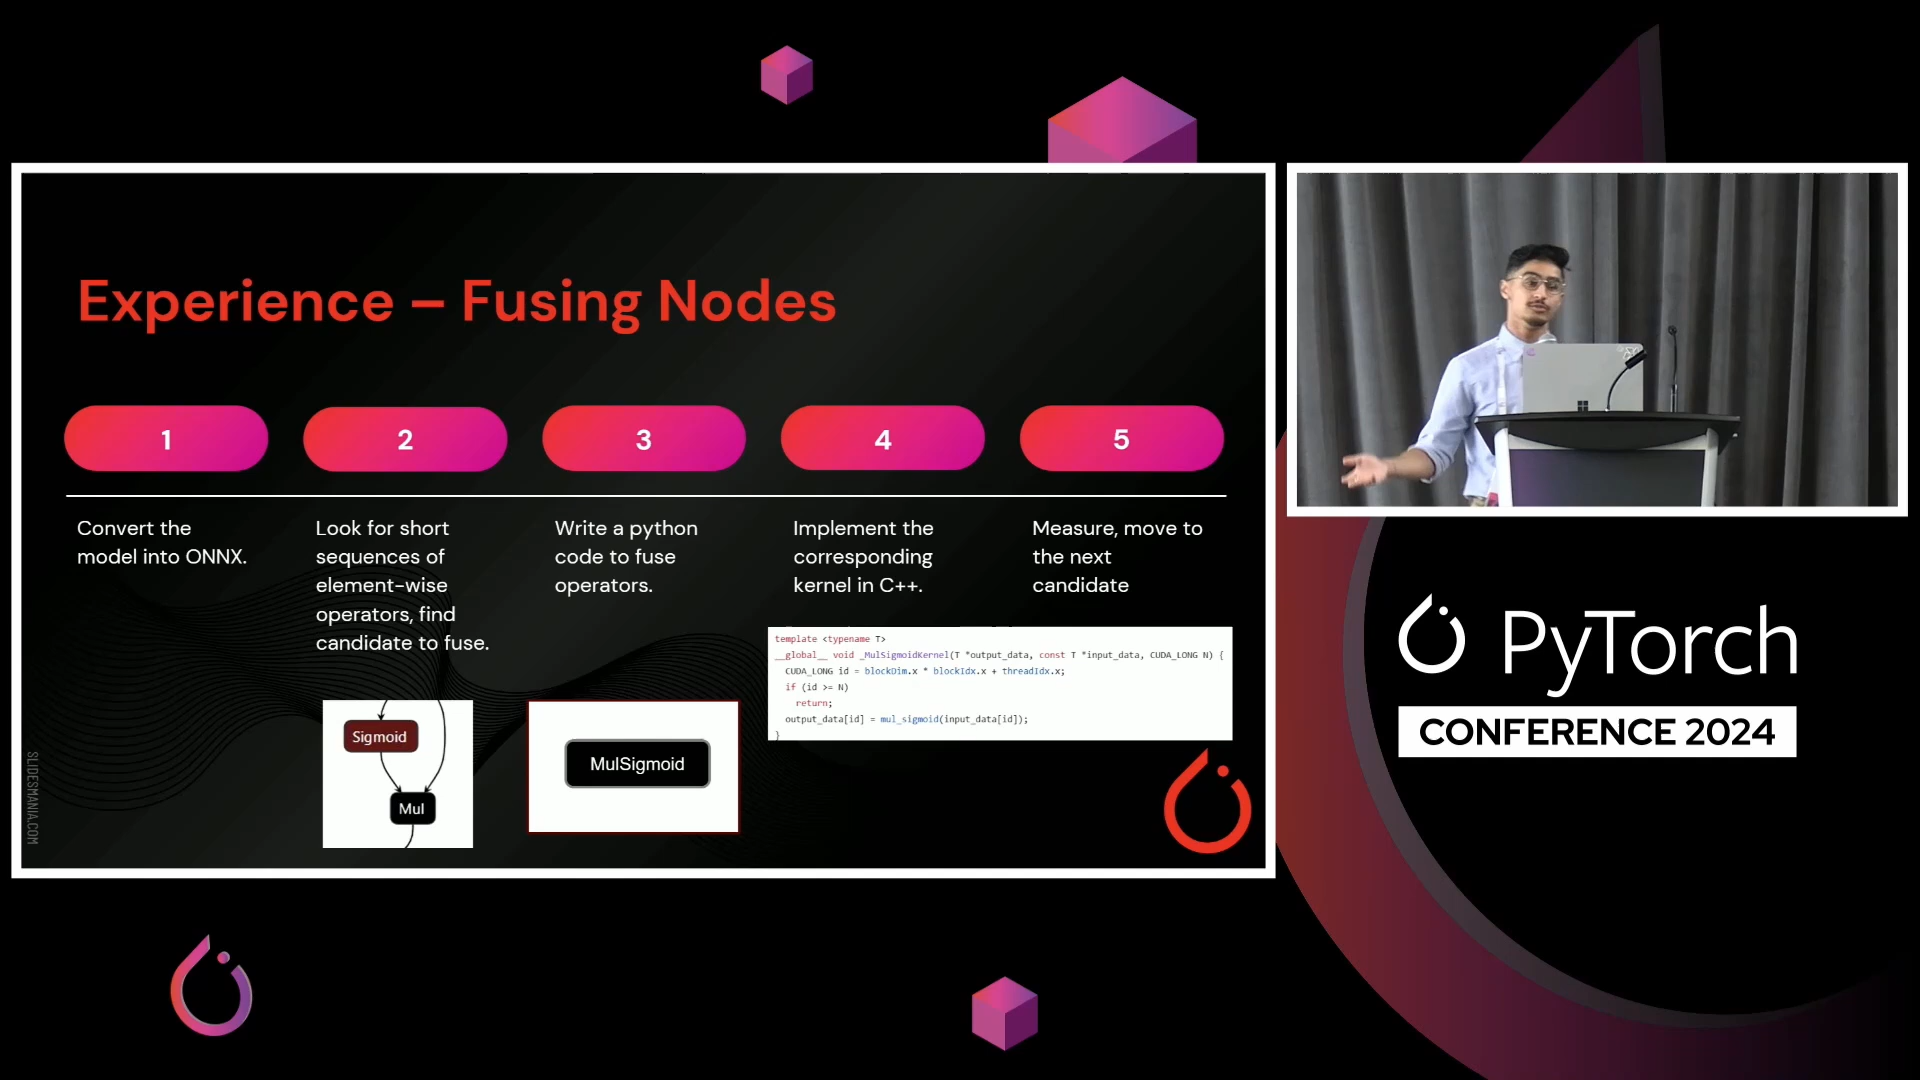 Experience – Fusing Nodes
1
2
3
4
5
Convert the
model into ONNX.
Look for short
sequences of
element-wise
operators, find
candidate to fuse.
Write a python
code to fuse
operators.
Implement the
corresponding
kernel in C++.
Measure, move to
the next
candidate
Sigmoid
Mul
MulSigmoid
template <typename T>
__global__ void _MulSigmoidKernel(T *output_data, const T *input_data, CUDA_LONG N) {
CUDA_LONG id = blockDim.x * blockIdx.x + threadIdx.x;
if (id >= N)
return;
output_data[id] = mul_sigmoid(input_data[id]);
}
SLIDESMANIA.COM
PyTorch
CONFERENCE 2024